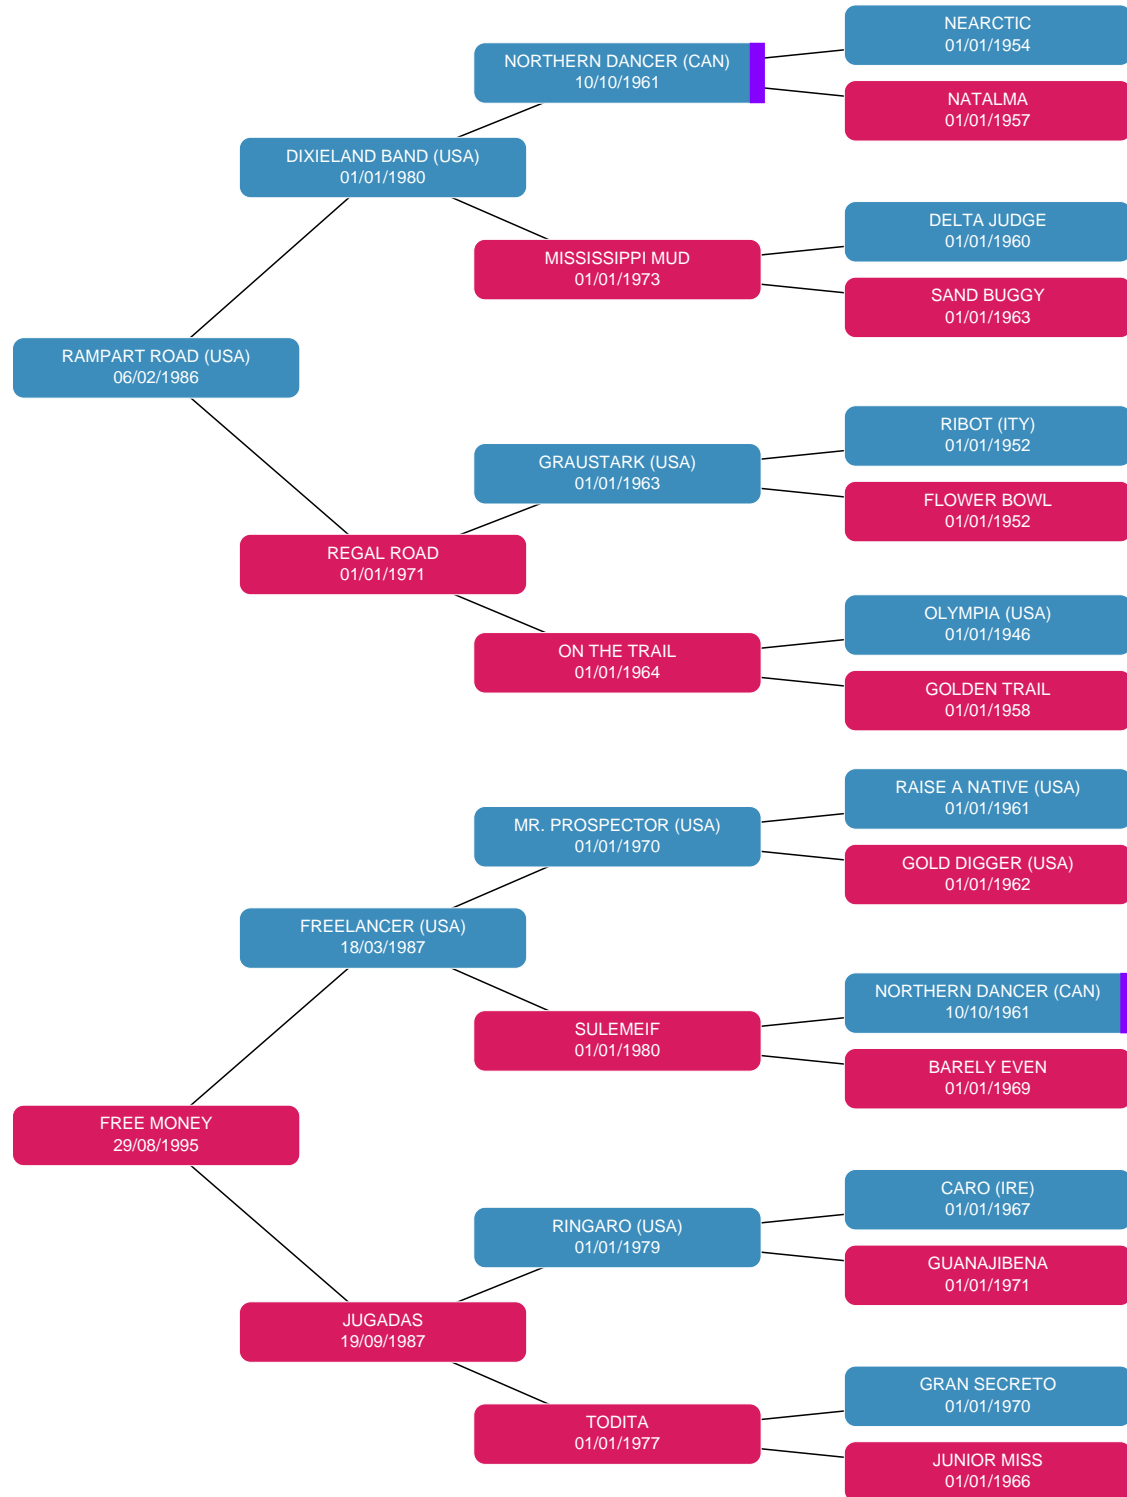 NEARCTIC
01/01/1954
NORTHERN DANCER (CAN)
10/10/1961
NATALMA
01/01/1957
DIXIELAND BAND (USA)
01/01/1980
DELTA JUDGE
01/01/1960
MISSISSIPPI MUD
01/01/1973
SAND BUGGY
01/01/1963
RAMPART ROAD (USA)
06/02/1986
RIBOT (ITY)
01/01/1952
GRAUSTARK (USA)
01/01/1963
FLOWER BOWL
01/01/1952
REGAL ROAD
01/01/1971
OLYMPIA (USA)
01/01/1946
ON THE TRAIL
01/01/1964
GOLDEN TRAIL
01/01/1958
RAISE A NATIVE (USA)
01/01/1961
MR. PROSPECTOR (USA)
01/01/1970
GOLD DIGGER (USA)
01/01/1962
FREELANCER (USA)
18/03/1987
NORTHERN DANCER (CAN)
10/10/1961
SULEMEIF
01/01/1980
BARELY EVEN
01/01/1969
FREE MONEY
29/08/1995
CARO (IRE)
01/01/1967
RINGARO (USA)
01/01/1979
GUANAJIBENA
01/01/1971
JUGADAS
19/09/1987
GRAN SECRETO
01/01/1970
TODITA
01/01/1977
JUNIOR MISS
01/01/1966